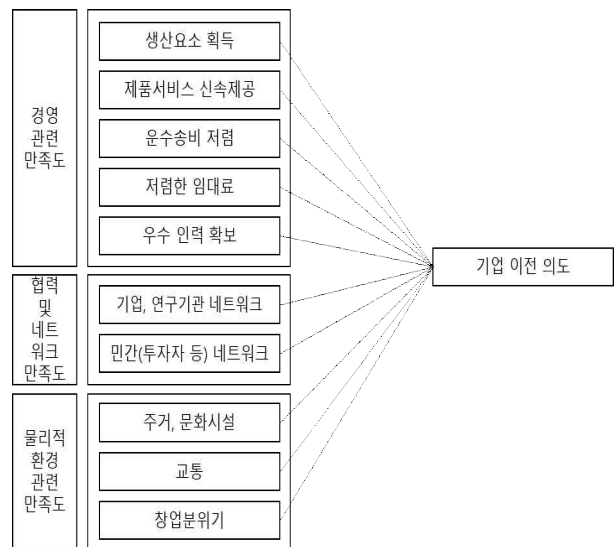 경영
관련
만족도
생산요소 획득
제품서비스 신속제공
운수송비 저렴
저렴한 임대료
우수 인력 확보
협력
및
네트
워크
만족도
기업, 연구기관 네트워크
민간(투자자 등) 네트워크
물리적
환경
관련
만족도
주거, 문화시설
교통
창업분위기
기업 이전 의도